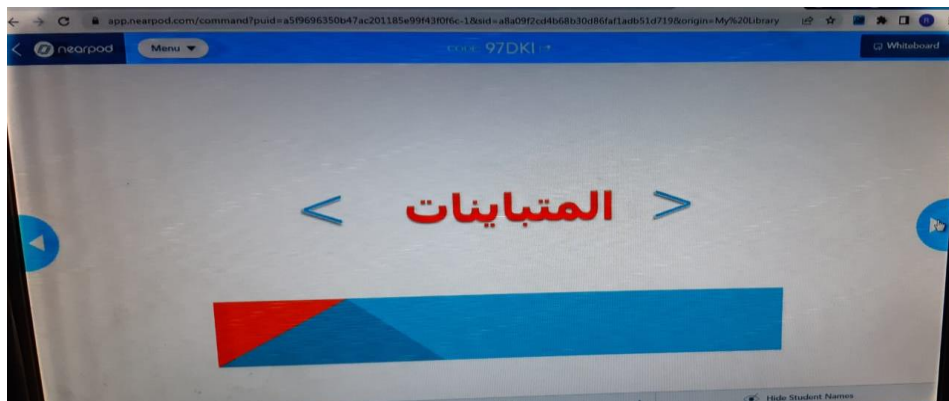 app.nearpod.com/command?puid=a5f9696350b47ac201185e99f43f0f6c-1&sid=a8a09f2cd4b68b30d86faf1adb51d719&origin=My%20Library
nearpod
Menu
CODE 97DKI
Whiteboard
< المتباينات >
Hide Student Names